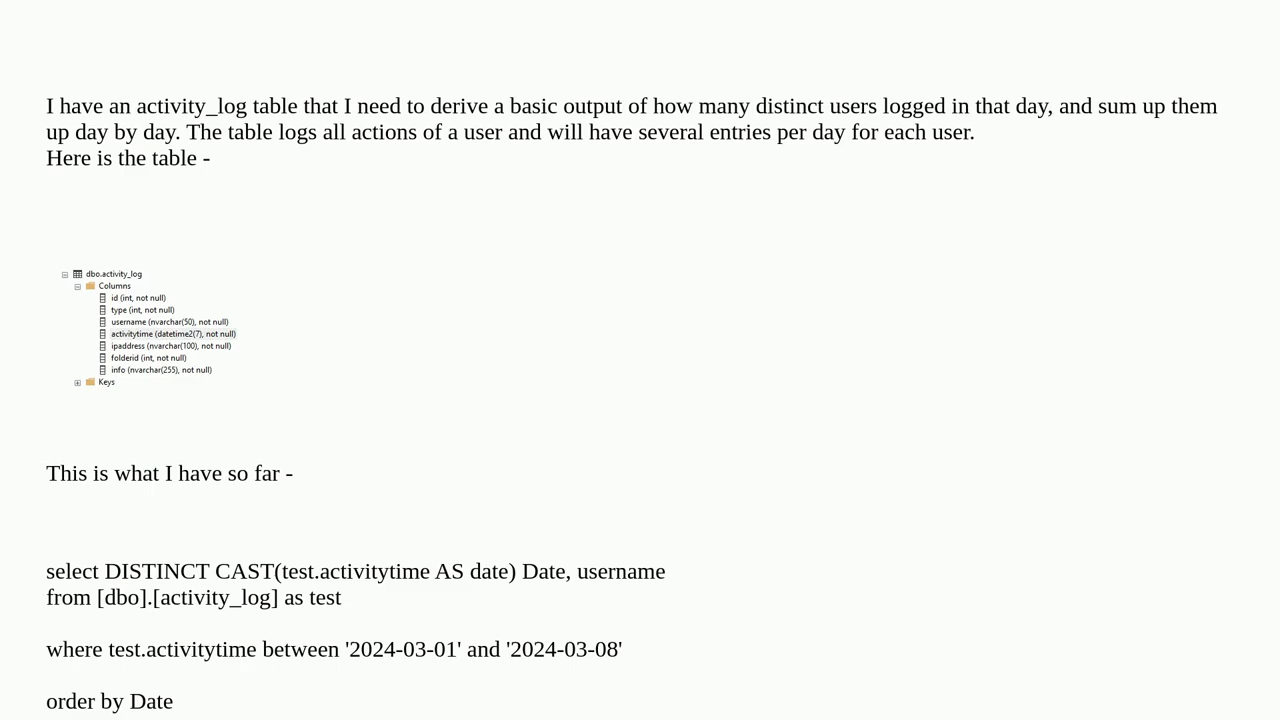 I have an activity_log table that I need to derive a basic output of how many distinct users logged in that day, and sum up them
up day by day. The table logs all actions of a user and will have several entries per day for each user.
Here is the table -
dbo.activity_log
Columns
id (int, not null)
type (int, not null)
username (nvarchar(50), not null)
activitytime (datetime2(7), not null)
ipaddress (nvarchar(100), not null)
folderid (int, not null)
info (nvarchar(255), not null)
Keys
This is what I have so far -
select DISTINCT CAST(test.activitytime AS date) Date, username
from [dbo].[activity_log] as test
where test.activitytime between '2024-03-01' and '2024-03-08'
order by Date